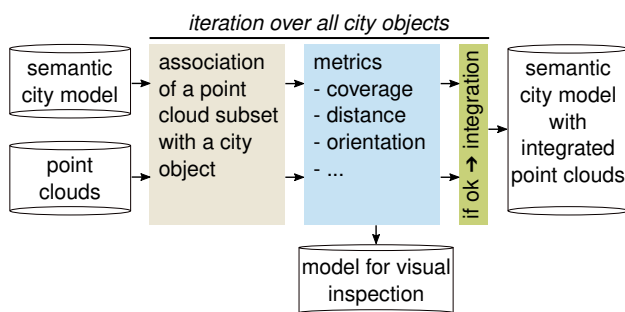 iteration over all city objects
semantic
city model
point
clouds
association
of a point
cloud subset
with a city
object
metrics
- coverage
- distance
- orientation
- ...
if ok → integration
semantic
city model
with
integrated
point clouds
model for visual
inspection